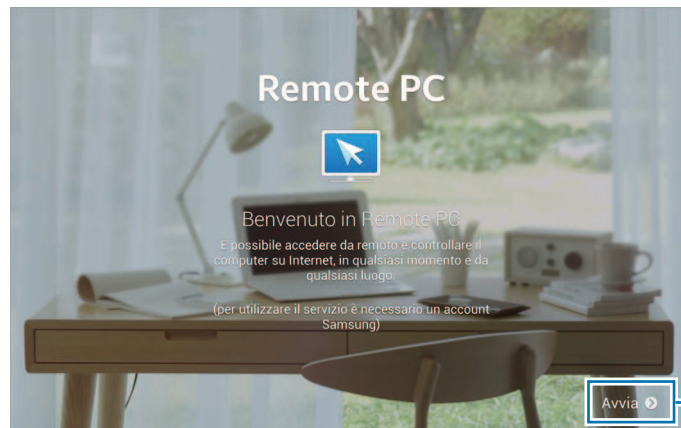 Remote PC
Benvenuto in Remote PC
È possibile accedere da remoto e controllare il
computer su Internet, in qualsiasi momento e da
qualsiasi luogo.
(per utilizzare il servizio è necessario un account
Samsung)
Avvia